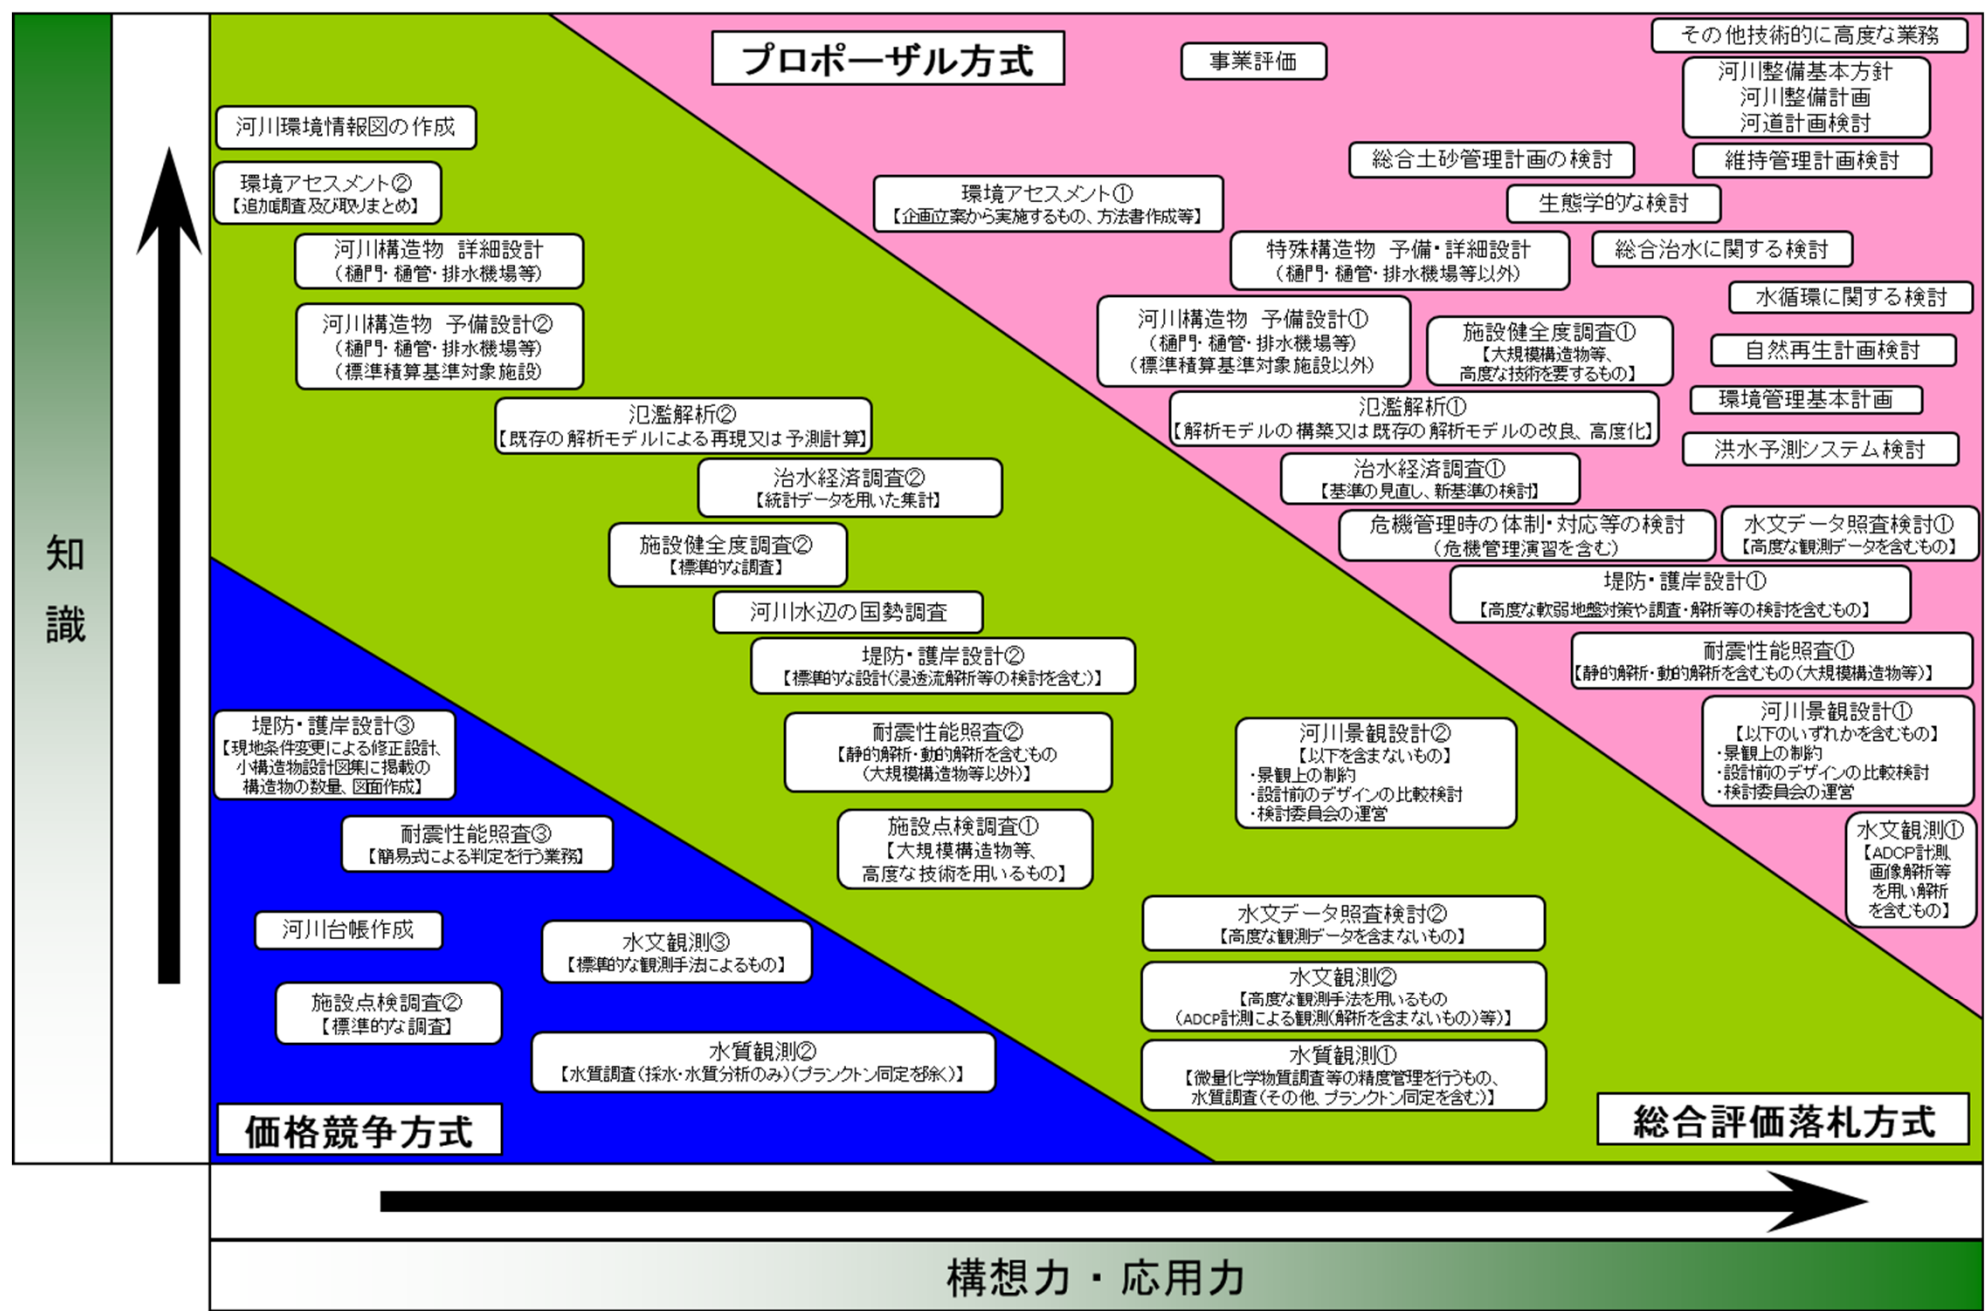 プロポーザル方式
事業評価
その他技術的に高度な業務
河川整備基本方針
河川整備計画
河道計画検討
総合土砂管理計画の検討
維持管理計画検討
環境アセスメント①
【企画立案から実施するもの、方法書作成等】
生態学的な検討
特殊構造物 予備・詳細設計
(樋門・樋管・排水機場等以外)
総合治水に関する検討
水循環に関する検討
河川構造物 予備設計①
(樋門・樋管・排水機場等)
(標準積算基準対象施設以外)
施設健全度調査①
【大規模構造物等、
高度な技術を要するもの】
自然再生計画検討
環境管理基本計画
氾濫解析①
【解析モデルの構築又は既存の解析モデルの改良、高度化】
洪水予測システム検討
治水経済調査①
【基準の見直し、新基準の検討】
危機管理時の体制・対応等の検討
(危機管理演習を含む)
水文データ照査検討①
【高度な観測データを含むもの】
堤防・護岸設計①
【高度な軟弱地盤対策や調査・解析等の検討を含むもの】
耐震性能照査①
【静的解析・動的解析を含むもの(大規模構造物等)】
河川景観設計①
【以下のいずれかを含むもの】
・景観上の制約
・設計前のデザインの比較検討
・検討委員会の運営
水文観測①
【ADCP計測、
画像解析等
を用い解析
を含むもの】
河川環境情報図の作成
環境アセスメント②
【追加調査及び取りまとめ】
河川構造物 詳細設計
(樋門・樋管・排水機場等)
河川構造物 予備設計②
(樋門・樋管・排水機場等)
(標準積算基準対象施設)
氾濫解析②
【既存の解析モデルによる再現又は予測計算】
治水経済調査②
【統計データを用いた集計】
施設健全度調査②
【標準的な調査】
河川水辺の国勢調査
堤防・護岸設計②
【標準的な設計(浸透流解析等の検討を含む)】
耐震性能照査②
【静的解析・動的解析を含むもの
(大規模構造物等以外)】
河川景観設計②
【以下を含まないもの】
・景観上の制約
・設計前のデザインの比較検討
・検討委員会の運営
施設点検調査①
【大規模構造物等、
高度な技術を用いるもの】
水文データ照査検討②
【高度な観測データを含まないもの】
水文観測②
【高度な観測手法を用いるもの
(ADCP計測による観測(解析を含まないもの)等)】
水質観測①
【微量化学物質調査等の精度管理を行うもの、
水質調査(その他、プランクトン同定を含む)】
総合評価落札方式
堤防・護岸設計③
【現地条件変更による修正設計、
小構造物設計図集に掲載の
構造物の数量、図面作成】
耐震性能照査③
【簡易式による判定を行う業務】
河川台帳作成
水文観測③
【標準的な観測手法によるもの】
施設点検調査②
【標準的な調査】
水質観測②
【水質調査(採水・水質分析のみ)(プランクトン同定を除く)】
価格競争方式
知
識
構想力・応用力